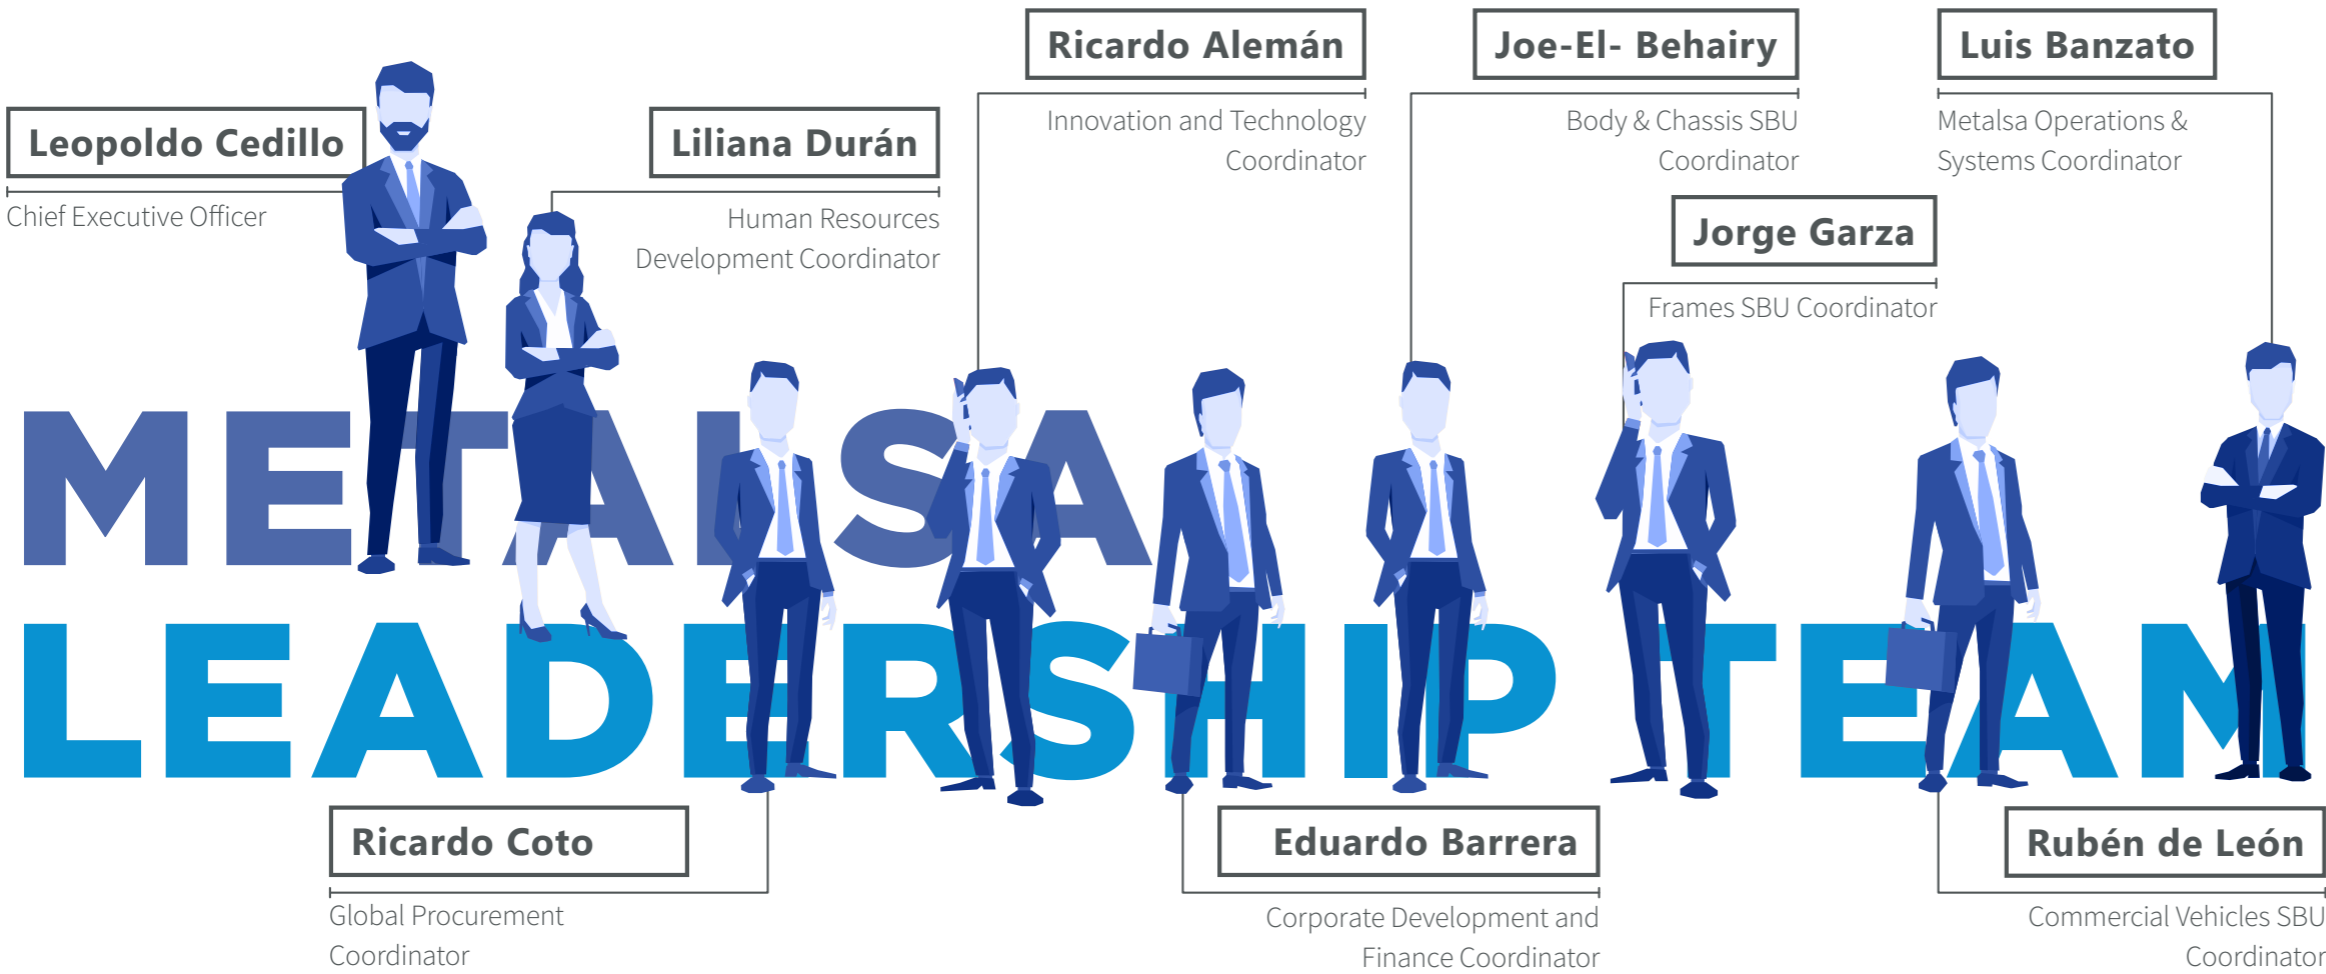 Ricardo Alemán
Innovation and Technology
Coordinator
Joe-El- Behairy
Body & Chassis SBU
Coordinator
Luis Banzato
Metalsa Operations &
Systems Coordinator
Leopoldo Cedillo
Chief Executive Officer
Liliana Durán
Human Resources
Development Coordinator
Jorge Garza
Frames SBU Coordinator
METALSA
LEADERSHIP TEAM
Ricardo Coto
Global Procurement
Coordinator
Eduardo Barrera
Corporate Development and
Finance Coordinator
Rubén de León
Commercial Vehicles SBU
Coordinator